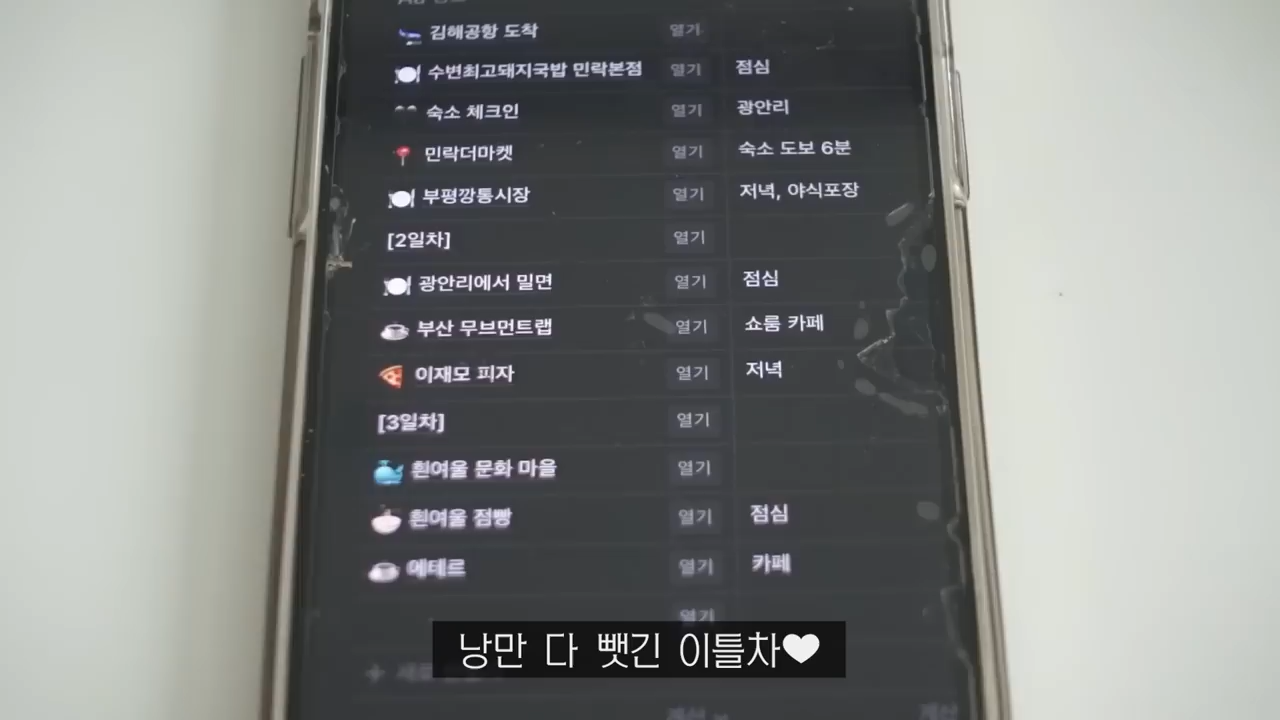 김해공항 도착 열기
수변최고돼지국밥 민락본점 열기 점심
숙소 체크인 열기 광안리
민락더마켓 열기 숙소 도보 6분
부평깡통시장 열기 저녁, 야식포장
[2일차] 열기
광안리에서 밀면 열기 점심
부산 무브먼트랩 열기 쇼룸 카페
이재모 피자 열기 저녁
[3일차] 열기
흰여울 문화 마을 열기
흰여울 점빵 열기 점심
에테르 열기 카페
열기
낭만 다 뺏긴 이틀차♥